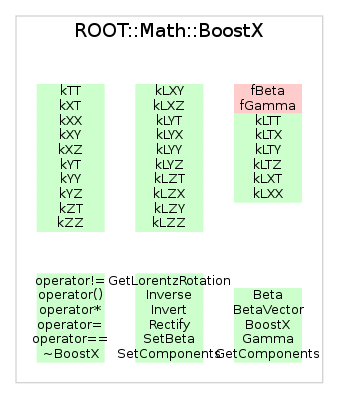 ROOT::Math::BoostX
kTT
kXT
kXX
kXY
kXZ
kYT
kYY
kYZ
kZT
kZZ
kLXY
kLXZ
kLYT
kLYX
kLYY
kLYZ
kLZT
kLZX
kLZY
kLZZ
fBeta
fGamma
kLTT
kLTX
kLTY
kLTZ
kLXT
kLXX
operator!=
operator()
operator*
operator=
operator==
~BoostX
GetLorentzRotation
Inverse
Invert
Rectify
SetBeta
SetComponents
Beta
BetaVector
BoostX
Gamma
GetComponents